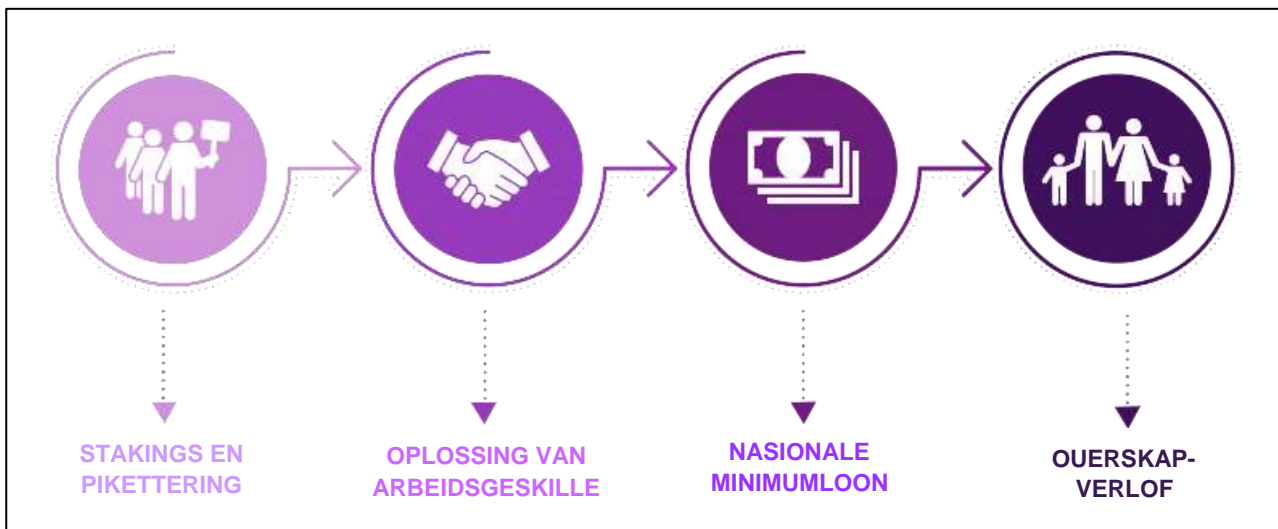 STAKINGS EN
PIKETTERING
OPLOSSING VAN
ARBEIDSGESKILLE
NASIONALE
MINIMUMLOON
OUERSKAP-
VERLOF